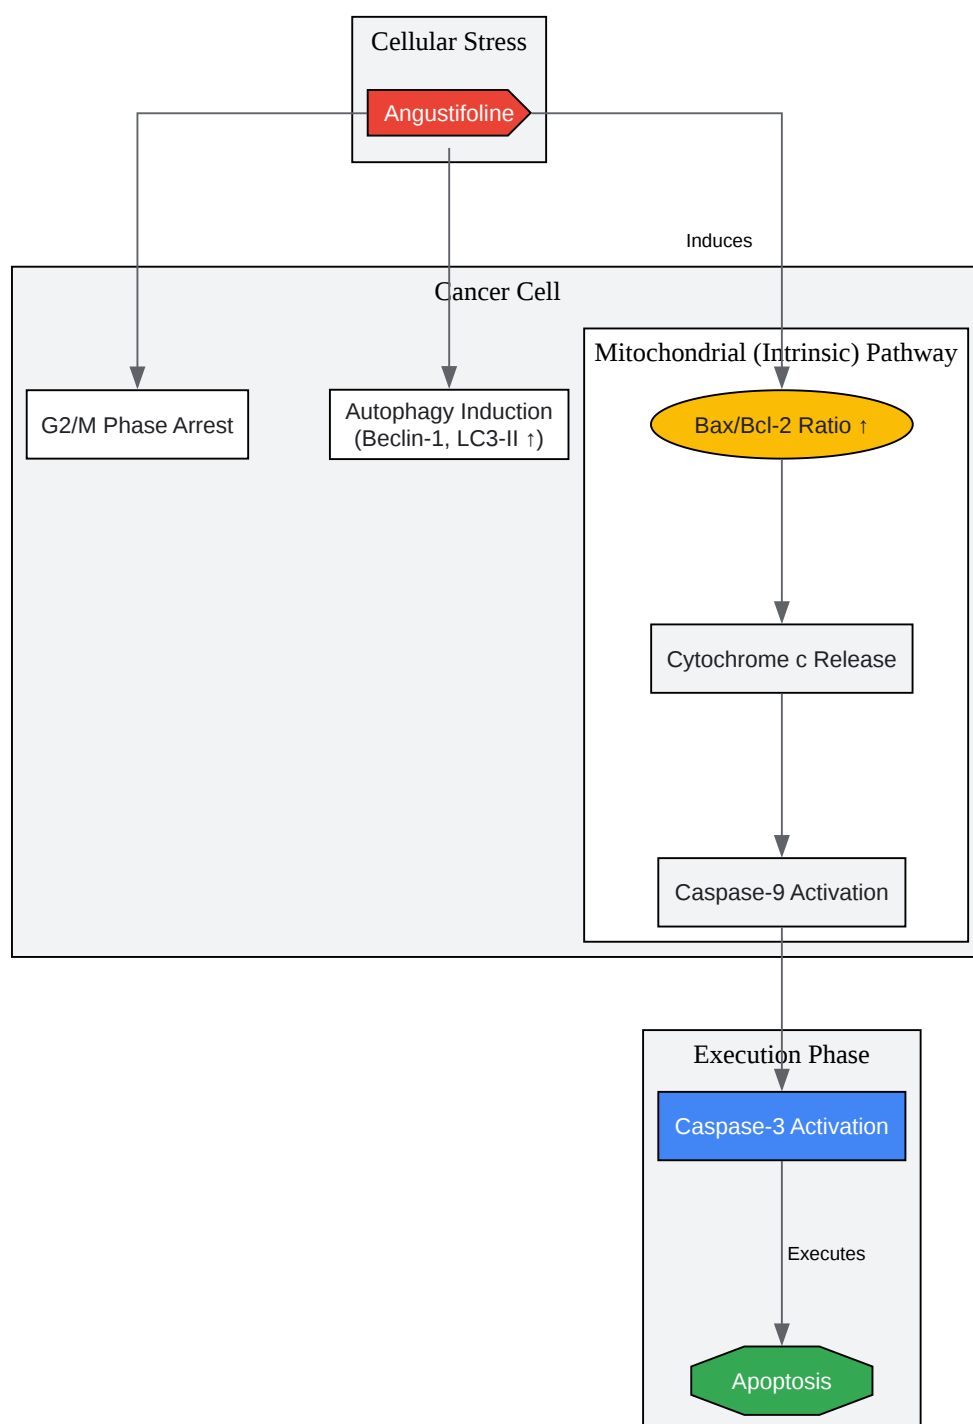 Cellular Stress
Angustifoline
Induces
Cancer Cell
Mitochondrial (Intrinsic) Pathway
G2/M Phase Arrest
Autophagy Induction
(Beclin-1, LC3-II ↑)
Bax/Bcl-2 Ratio ↑
Cytochrome c Release
Caspase-9 Activation
Execution Phase
Caspase-3 Activation
Executes
Apoptosis